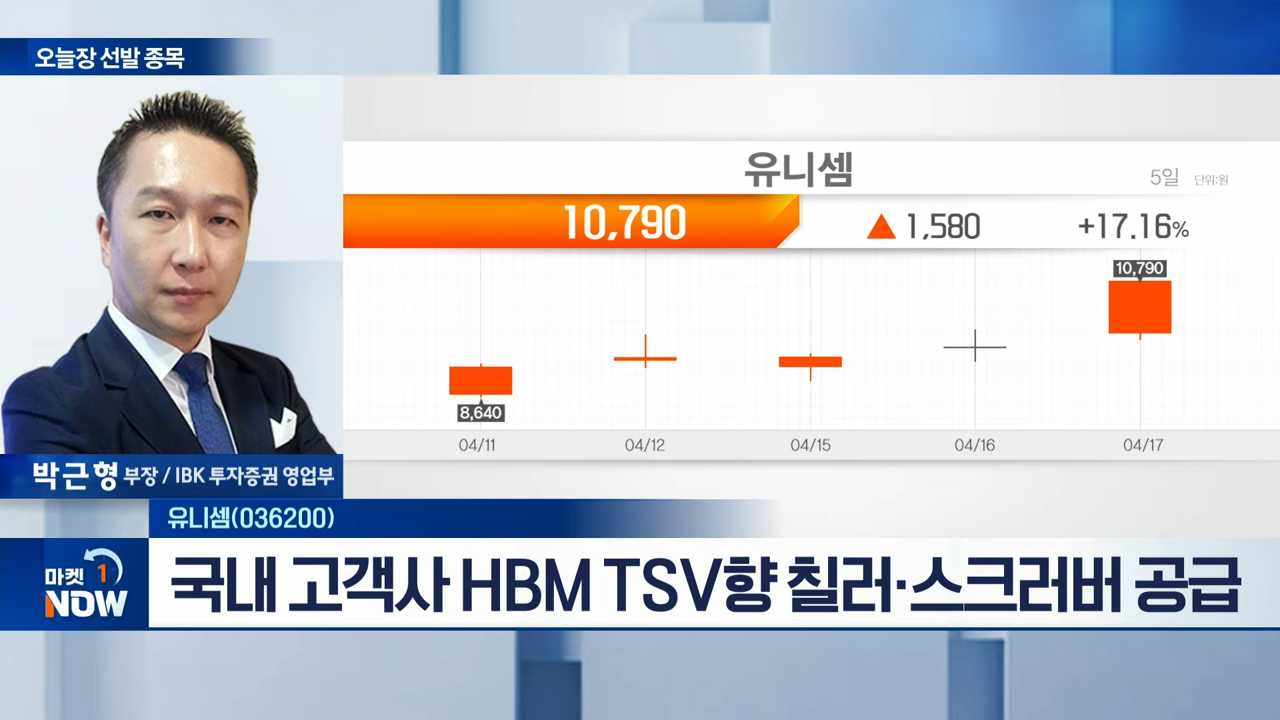 오늘장 선발 종목
유니셈
5일 단위:원
10,790 ▲ 1,580 +17.16%
10,790
8,640
04/11 04/12 04/15 04/16 04/17
박근형 부장 / IBK 투자증권 영업부
유니셈(036200)
마켓 1
NOW
국내 고객사 HBM TSV향 칠러·스크러버 공급